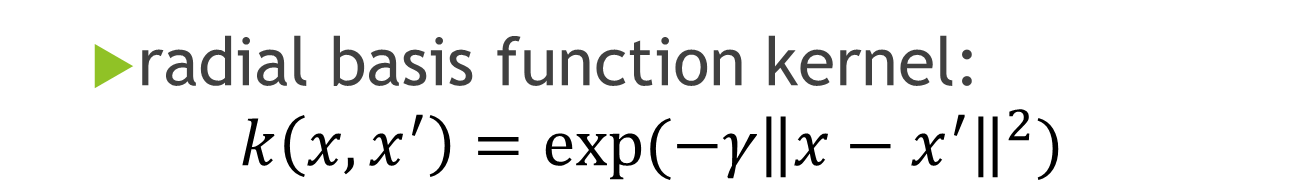 radial basis function kernel:
k(x, x′) = exp(−γ‖x − x′‖²)